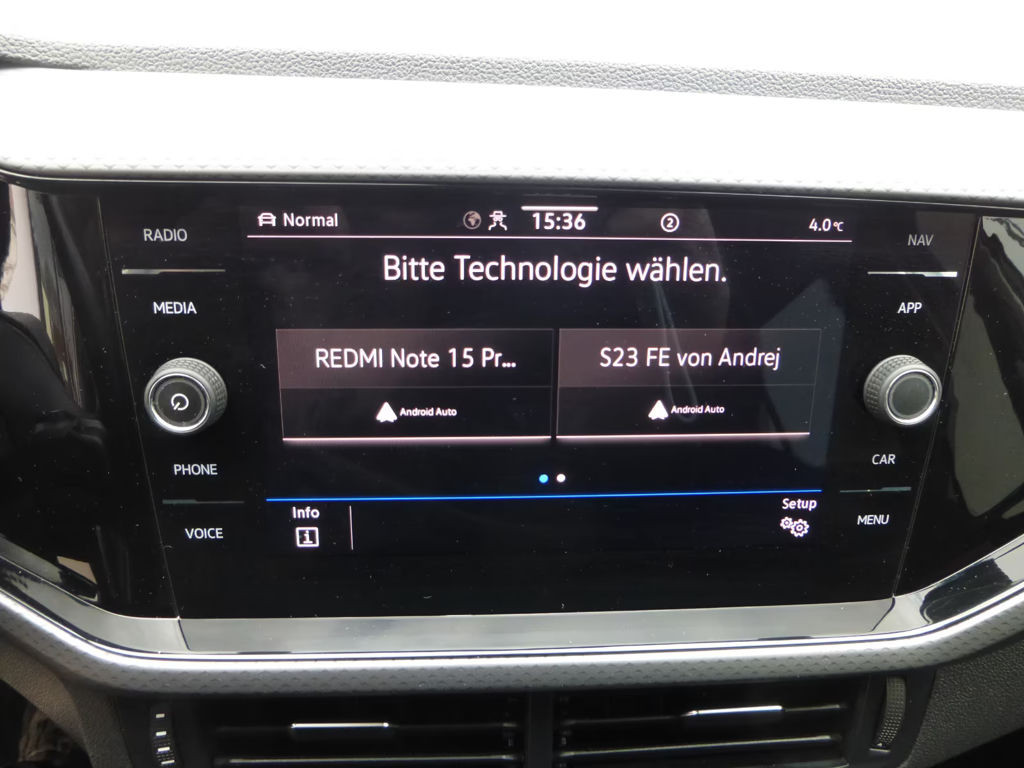 RADIO
MEDIA
PHONE
VOICE
Normal
15:36
2
4.0°C
Bitte Technologie wählen.
REDMI Note 15 Pr...
Android Auto
S23 FE von Andrej
Android Auto
Info
i
Setup
NAV
APP
CAR
MENU